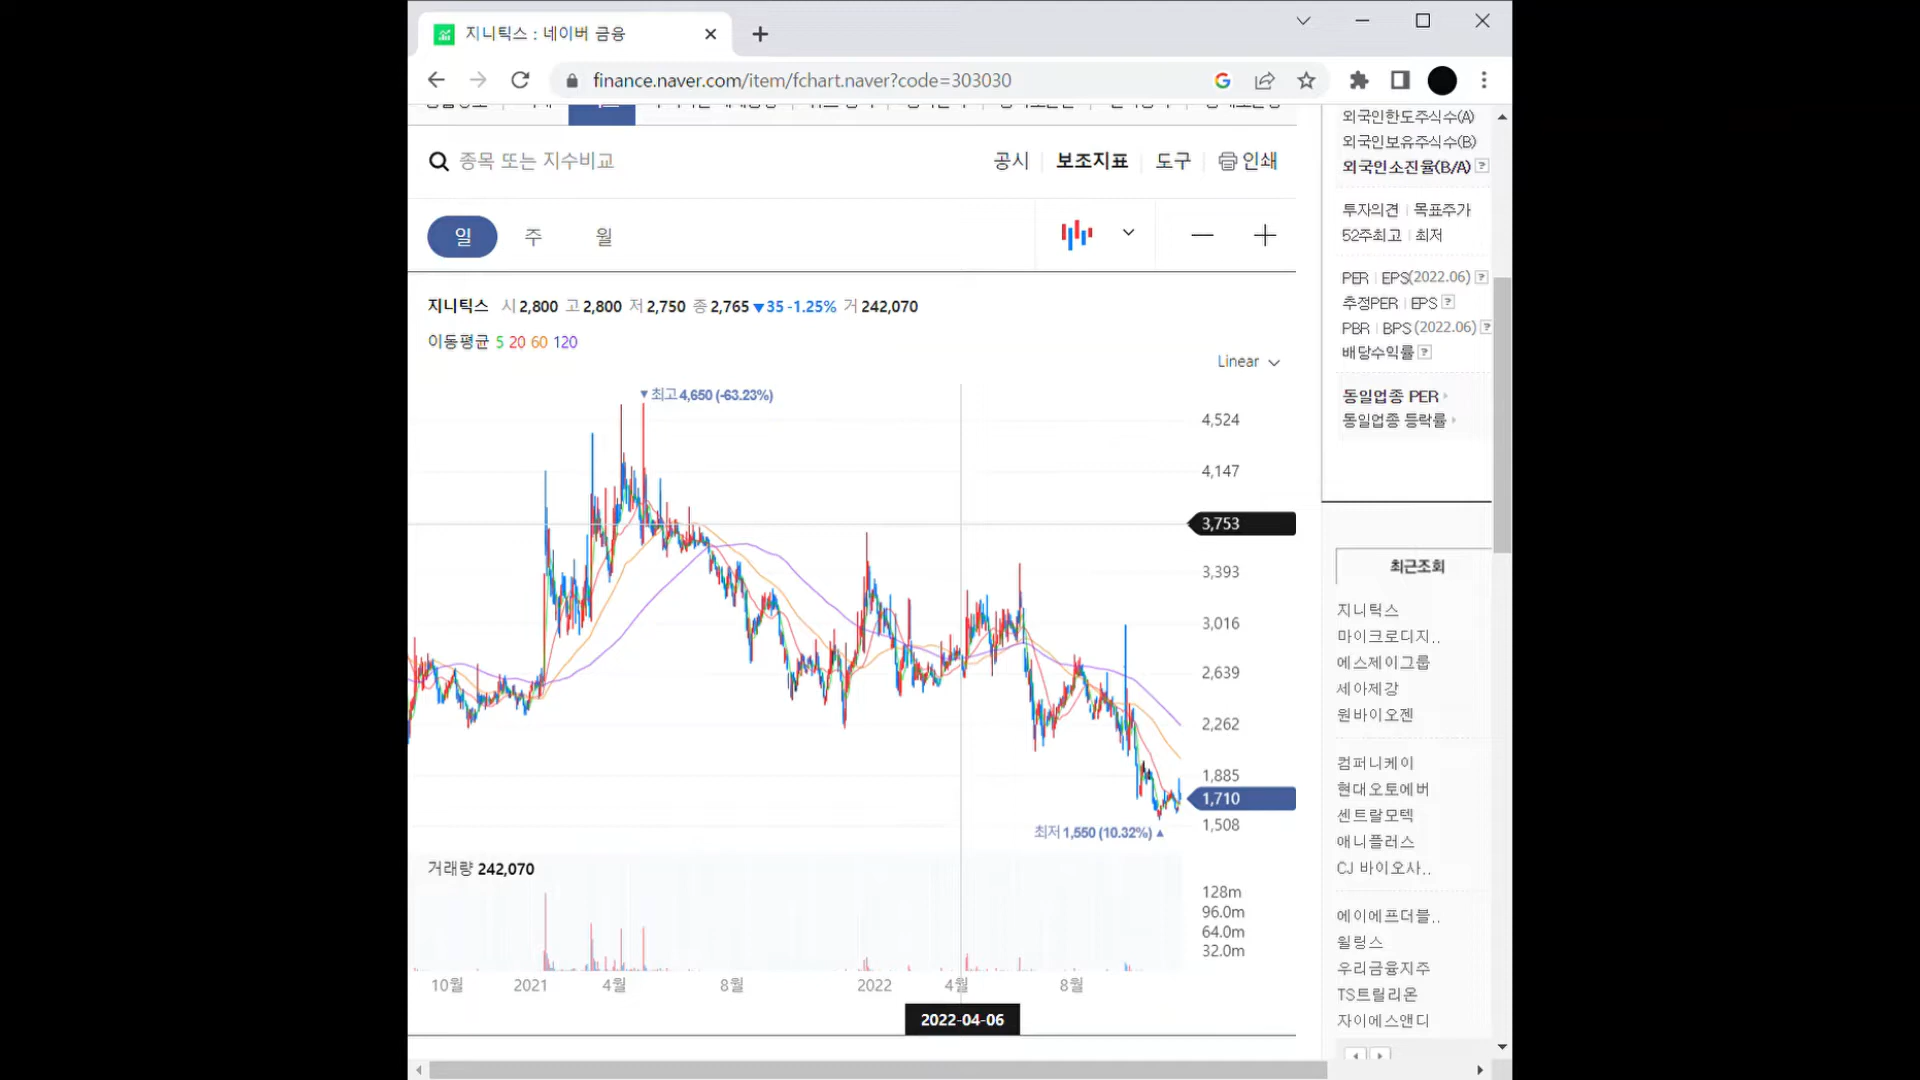 지니틱스 : 네이버 금융
finance.naver.com/item/fchart.naver?code=303030
종목 또는 지수비교
공시 보조지표 도구 인쇄
일 주 월
지니틱스 시 2,800 고 2,800 저 2,750 종 2,765 ▼35 -1.25% 거 242,070
이동평균 5 20 60 120
Linear
▼최고 4,650 (-63.23%)
4,524
4,147
3,753
3,393
3,016
2,639
2,262
1,885
1,710
1,508
최저 1,550 (10.32%) ▲
거래량 242,070
128m
96.0m
64.0m
32.0m
10월 2021 4월 8월 2022 4월 8월
2022-04-06
외국인한도주식수(A)
외국인보유주식수(B)
외국인소진율(B/A) ?
투자의견 | 목표주가
52주최고 | 최저
PER | EPS(2022.06) ?
추정PER | EPS ?
PBR | BPS (2022.06) ?
배당수익률 ?
동일업종 PER
동일업종 등락률
최근조회
지니틱스
마이크로디지..
에스제이그룹
세아제강
원바이오젠
컴퍼니케이
현대오토에버
센트랄모텍
애니플러스
CJ 바이오사..
에이에프더블..
윌링스
우리금융지주
TS트릴리온
자이에스앤디